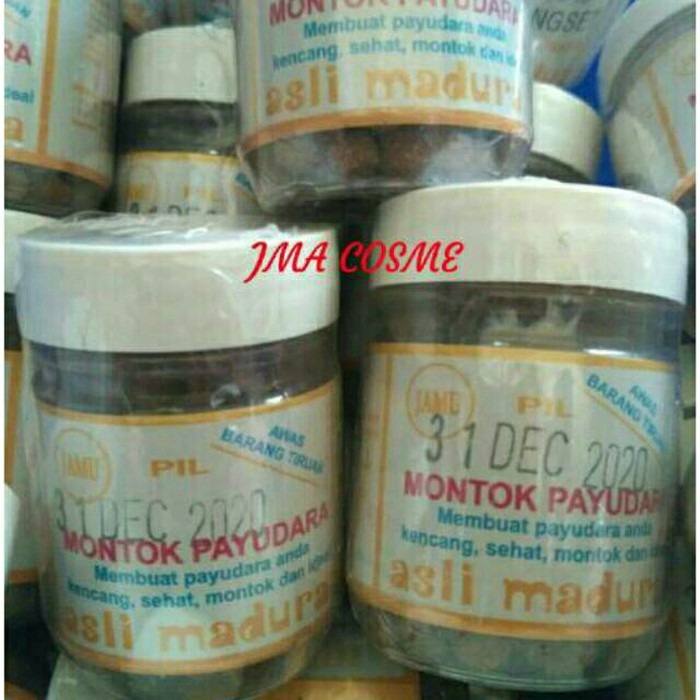 MONTOK PAYUDARA
Membuat payudara anda
kencang, sehat, montok dan
asli madura
NGSET
JMA COSME
JAMU
PIL
AWAS
BARANG TIRUAN
31 DEC 2020
MONTOK PAYUDARA
Membuat payudara anda
kencang, sehat, montok dan ideal
asli madura
JAMU
PIL
AWAS
BARANG TIRUAN
31 DEC 2020
MONTOK PAYUDARA
Membuat payudara anda
kencang, sehat, montok dan
asli madura